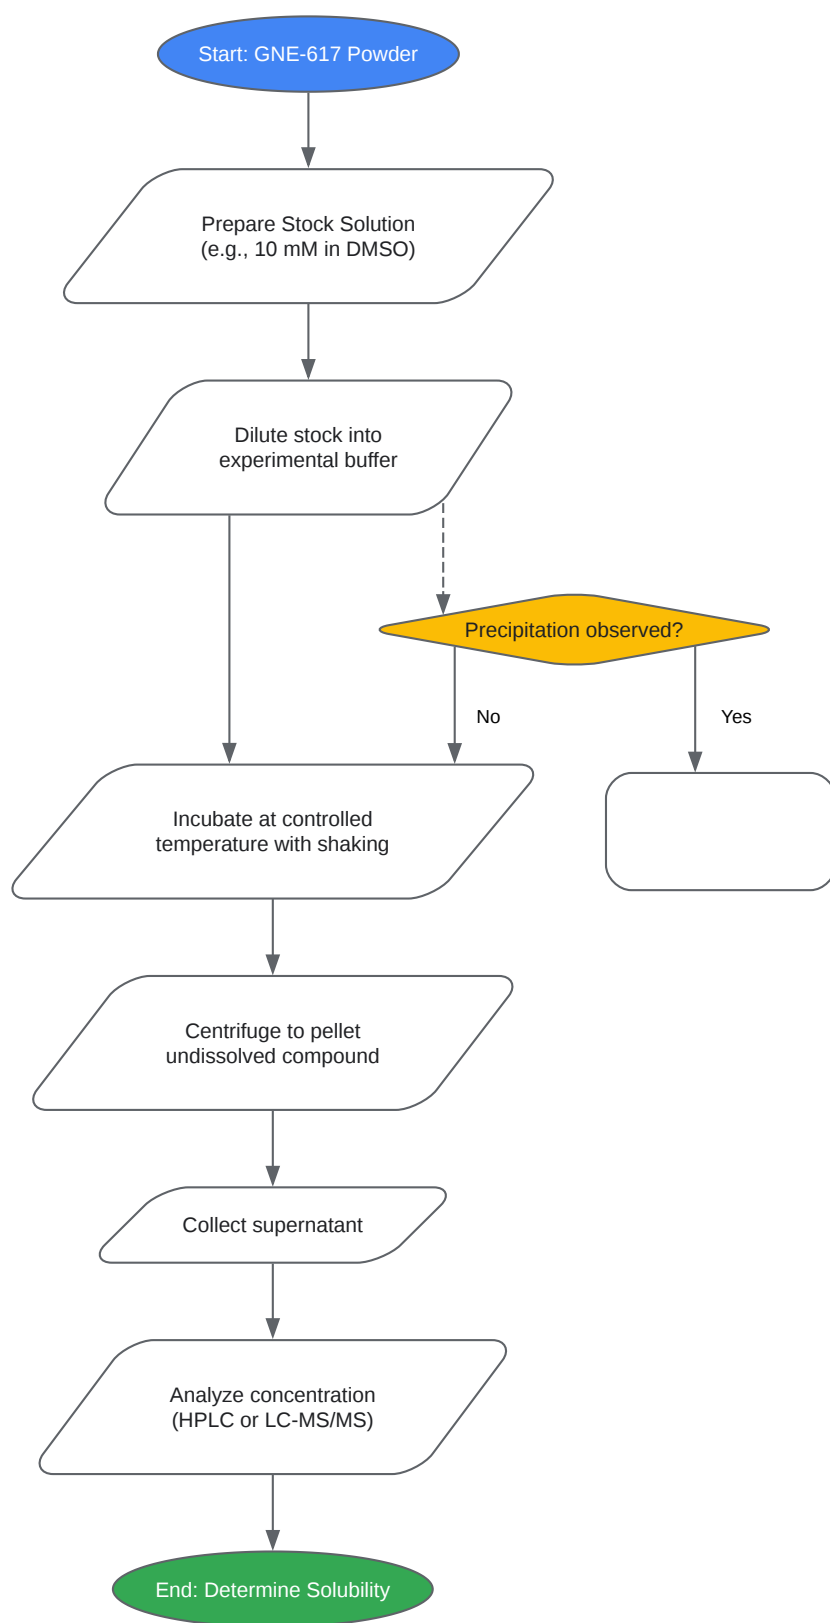 Start: GNE-617 Powder
Prepare Stock Solution
(e.g., 10 mM in DMSO)
Dilute stock into
experimental buffer
Precipitation observed?
No
Yes
Incubate at controlled
temperature with shaking
Centrifuge to pellet
undissolved compound
Collect supernatant
Analyze concentration
(HPLC or LC-MS/MS)
End: Determine Solubility